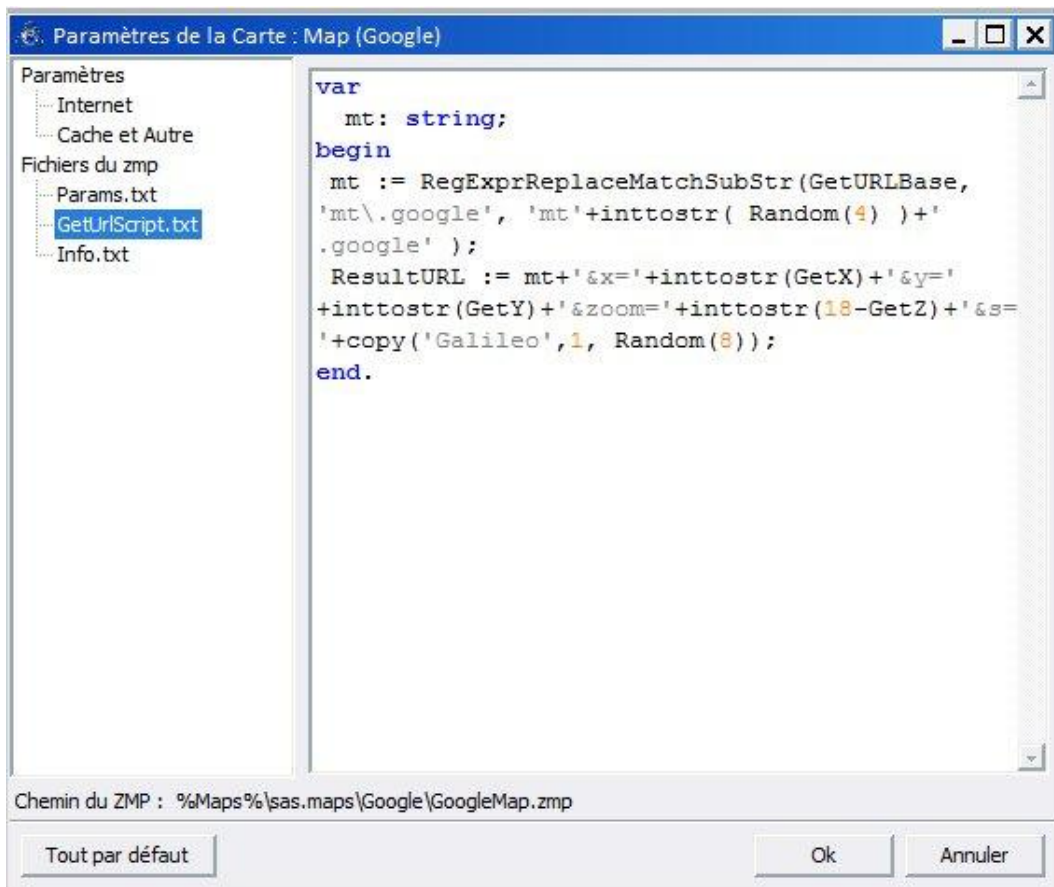 Paramètres de la Carte : Map (Google)
Paramètres
Internet
Cache et Autre
Fichiers du zmp
Params.txt
GetUrlScript.txt
Info.txt
var
mt: string;
begin
mt := RegExprReplaceMatchSubStr(GetURLBase,
'mt\.google', 'mt'+inttostr( Random(4) )+'
.google' );
ResultURL := mt+'&x='+inttostr(GetX)+'&y='
+inttostr(GetY)+'&zoom='+inttostr(18-GetZ)+'&s=
'+copy('Galileo',1, Random(8));
end.
Chemin du ZMP : %Maps%\sas.maps\Google\GoogleMap.zmp
Tout par défaut
Ok
Annuler